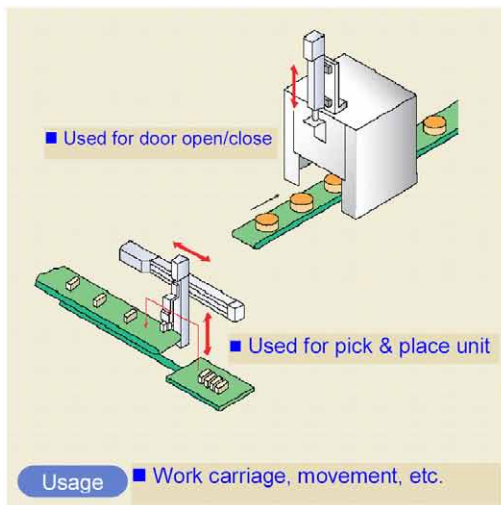 ■ Used for door open/close
■ Used for pick & place unit
Usage ■ Work carriage, movement, etc.